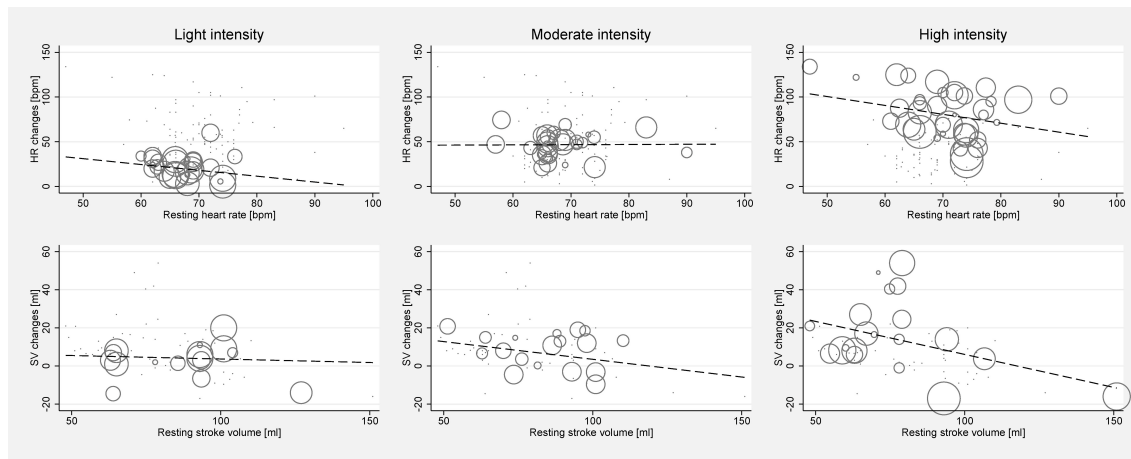 Light intensity
Moderate intensity
High intensity
HR changes [bpm]
0 50 100 150
50 60 70 80 90 100
Resting heart rate [bpm]
HR changes [bpm]
0 50 100 150
50 60 70 80 90 100
Resting heart rate [bpm]
HR changes [bpm]
0 50 100 150
50 60 70 80 90 100
Resting heart rate [bpm]
SV changes [ml]
-20 0 20 40 60
50 100 150
Resting stroke volume [ml]
SV changes [ml]
-20 0 20 40 60
50 100 150
Resting stroke volume [ml]
SV changes [ml]
-20 0 20 40 60
50 100 150
Resting stroke volume [ml]